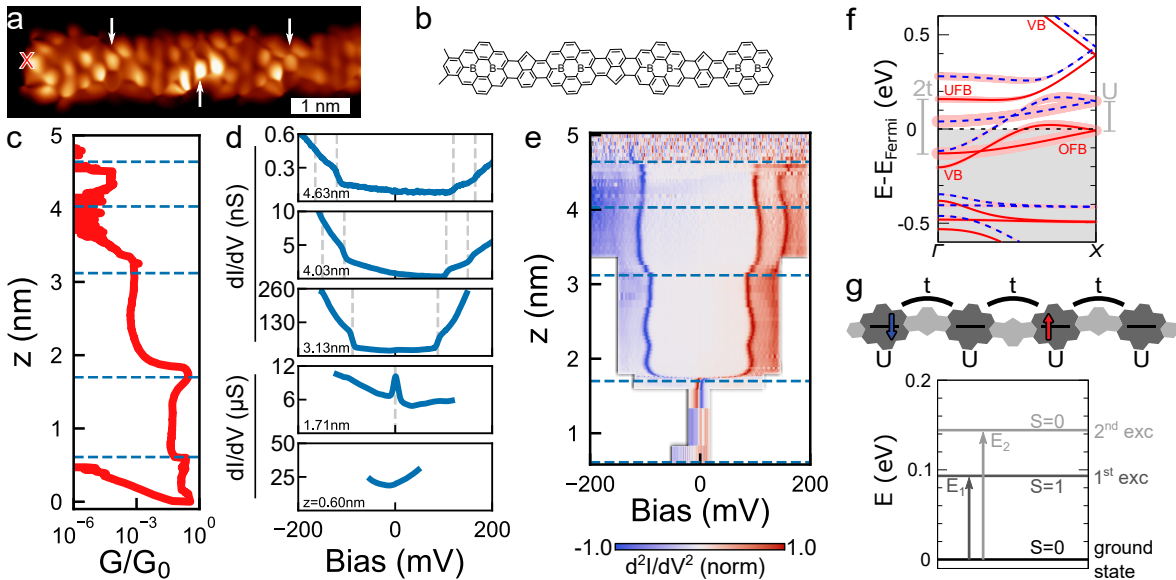 a
X
1 nm
b
B B B B B B B B
c
5
4
3
2
1
0
z (nm)
10-6
10-3
100
G/G0
d
0.6
0.3
4.63nm
10
5
4.03nm
260
130
3.13nm
dI/dV (nS)
12
6
1.71nm
50
25
z=0.60nm
dI/dV (µS)
-200 0 200
Bias (mV)
e
5
4
3
2
1
z (nm)
-200 0 200
Bias (mV)
-1.0 1.0
d2I/dV2 (norm)
f
0.5
0
-0.5
E-EFermi (eV)
VB
2t
UFB
U
OFB
VB
Γ X
g
t t t
U U U U
0.2
0.1
0
E (eV)
S=0
2nd exc
E2
E1
S=1
1st exc
S=0
ground
state